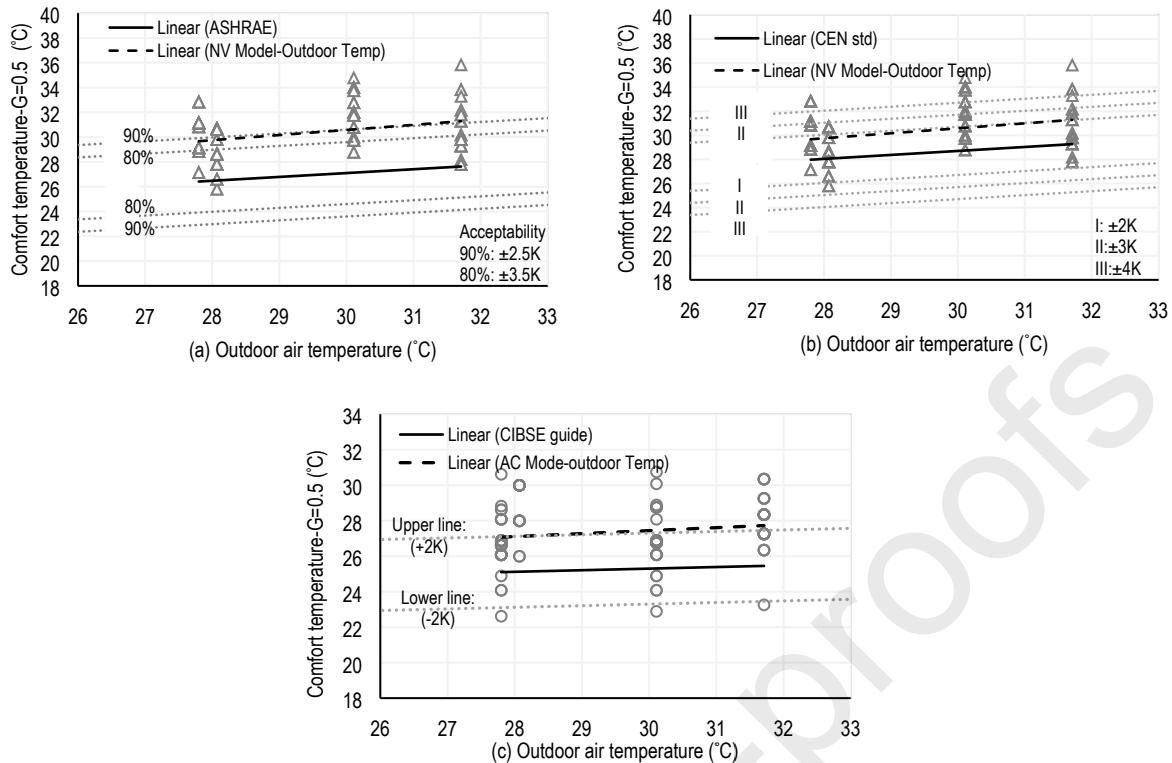 Comfort temperature-G=0.5 (˚C)
40
38
36
34
32
30
28
26
24
22
20
18
Linear (ASHRAE)
Linear (NV Model-Outdoor Temp)
90%
80%
80%
90%
Acceptability
90%: ±2.5K
80%: ±3.5K
26 27 28 29 30 31 32 33
(a) Outdoor air temperature (˚C)
Comfort temperature-G=0.5 (˚C)
40
38
36
34
32
30
28
26
24
22
20
18
Linear (CEN std)
Linear (NV Model-Outdoor Temp)
III
II
I
II
III
I: ±2K
II: ±3K
III:±4K
26 27 28 29 30 31 32 33
(b) Outdoor air temperature (˚C)
Comfort temperature-G=0.5 (˚C)
34
32
30
28
26
24
22
20
18
Linear (CIBSE guide)
Linear (AC Mode-outdoor Temp)
Upper line:
(+2K)
Lower line:
(-2K)
26 27 28 29 30 31 32 33
(c) Outdoor air temperature (˚C)
-proofs